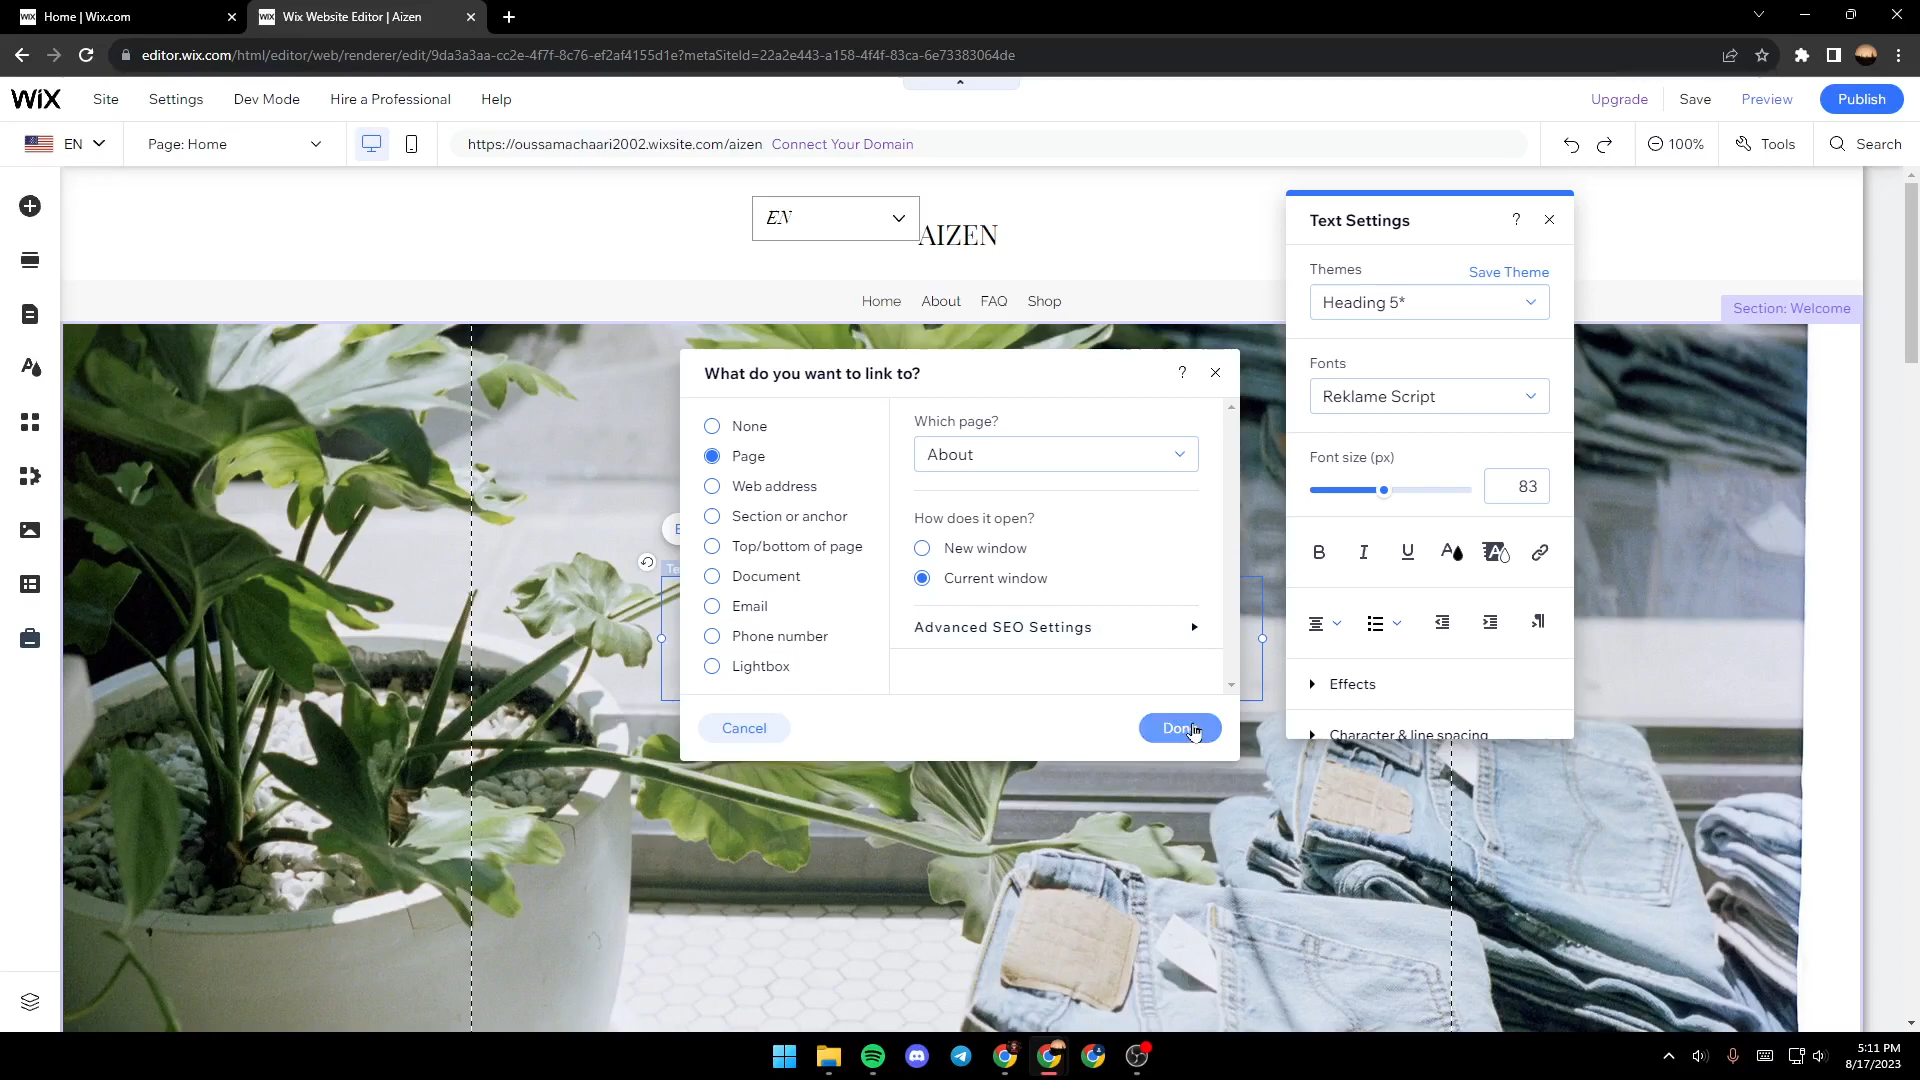 Home | Wix.com
Wix Website Editor | Aizen
editor.wix.com/html/editor/web/renderer/edit/9da3a3aa-cc2e-4f7f-8c76-ef2af4155d1e?metaSiteId=22a2e443-a158-4f4f-83ca-6e73383064de
WIX Site Settings Dev Mode Hire a Professional Help Upgrade Save Preview Publish
EN Page: Home https://oussamachaari2002.wixsite.com/aizen Connect Your Domain 100% Tools Search
EN
AIZEN
Home About FAQ Shop
Section: Welcome
What do you want to link to? ?
None
Page
Web address
Section or anchor
Top/bottom of page
Document
Email
Phone number
Lightbox
Which page?
About
How does it open?
New window
Current window
Advanced SEO Settings
Cancel
Text Settings ?
Themes Save Theme
Heading 5*
Fonts
Reklame Script
Font size (px)
83
B I U A A
Effects
Character & line spacing
5:11 PM
8/17/2023